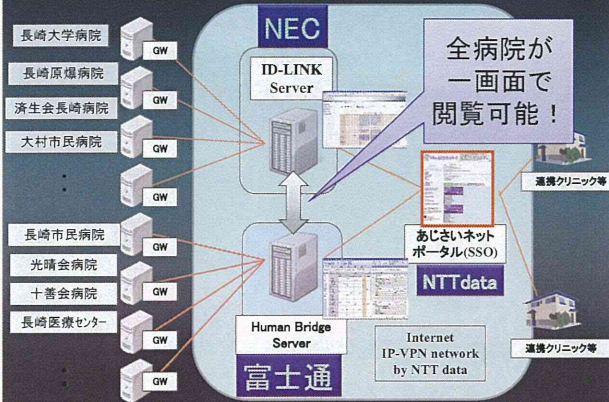 長崎大学病院
長崎原爆病院
済生会長崎病院
大村市民病院
:
長崎市民病院
光晴会病院
十善会病院
長崎医療センター
:
GW
GW
GW
GW
GW
GW
GW
GW
GW
NEC
ID-LINK
Server
全病院が
一画面で
閲覧可能！
あじさいネット
ポータル(SSO)
NTTdata
Human Bridge
Server
富士通
Internet
IP-VPN network
by NTT data
連携クリニック等
連携クリニック等